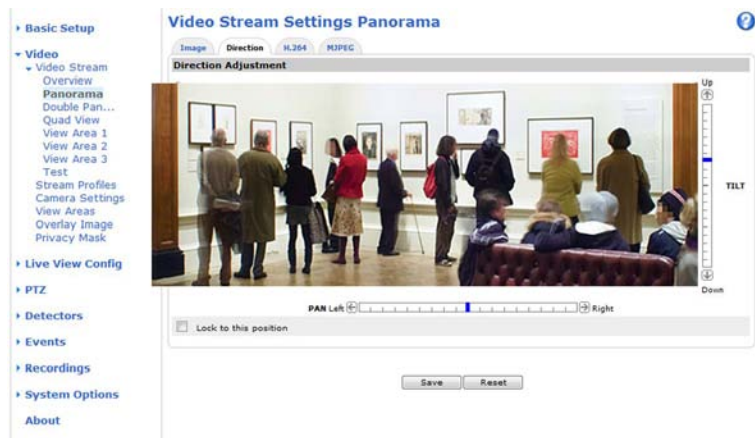 Basic Setup
Video
Video Stream
Overview
Panorama
Double Pan...
Quad View
View Area 1
View Area 2
View Area 3
Test
Stream Profiles
Camera Settings
View Areas
Overlay Image
Privacy Mask
Live View Config
PTZ
Detectors
Events
Recordings
System Options
About
Video Stream Settings Panorama
?
Image Direction H.264 MJPEG
Direction Adjustment
Up
TILT
Down
PAN Left Right
Lock to this position
Save Reset